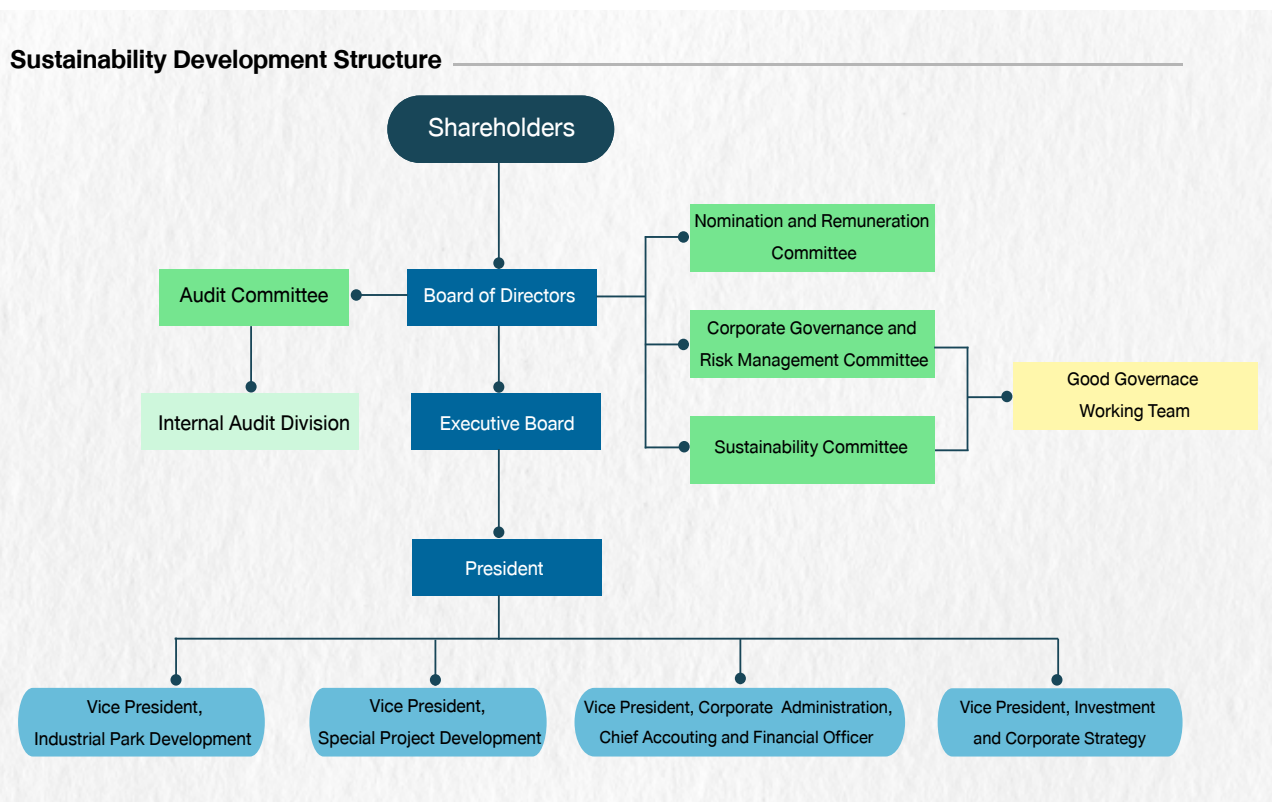 Sustainability Development Structure
Shareholders
Nomination and Remuneration
Committee
Audit Committee
Board of Directors
Corporate Governance and
Risk Management Committee
Good Governace
Working Team
Internal Audit Division
Executive Board
Sustainability Committee
President
Vice President,
Industrial Park Development
Vice President,
Special Project Development
Vice President, Corporate Administration,
Chief Accouting and Financial Officer
Vice President, Investment
and Corporate Strategy